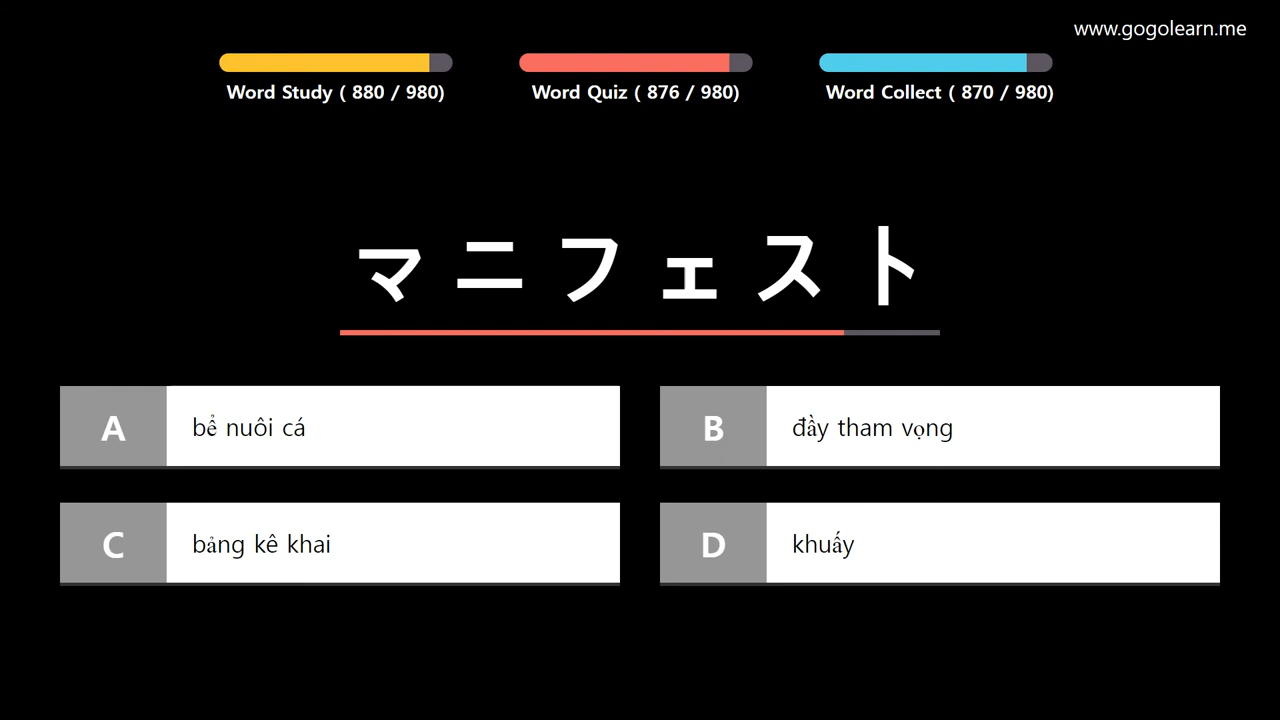 www.gogolearn.me
Word Study ( 880 / 980)
Word Quiz ( 876 / 980)
Word Collect ( 870 / 980)
マニフェスト
A bể nuôi cá
B đầy tham vọng
C bảng kê khai
D khuấy